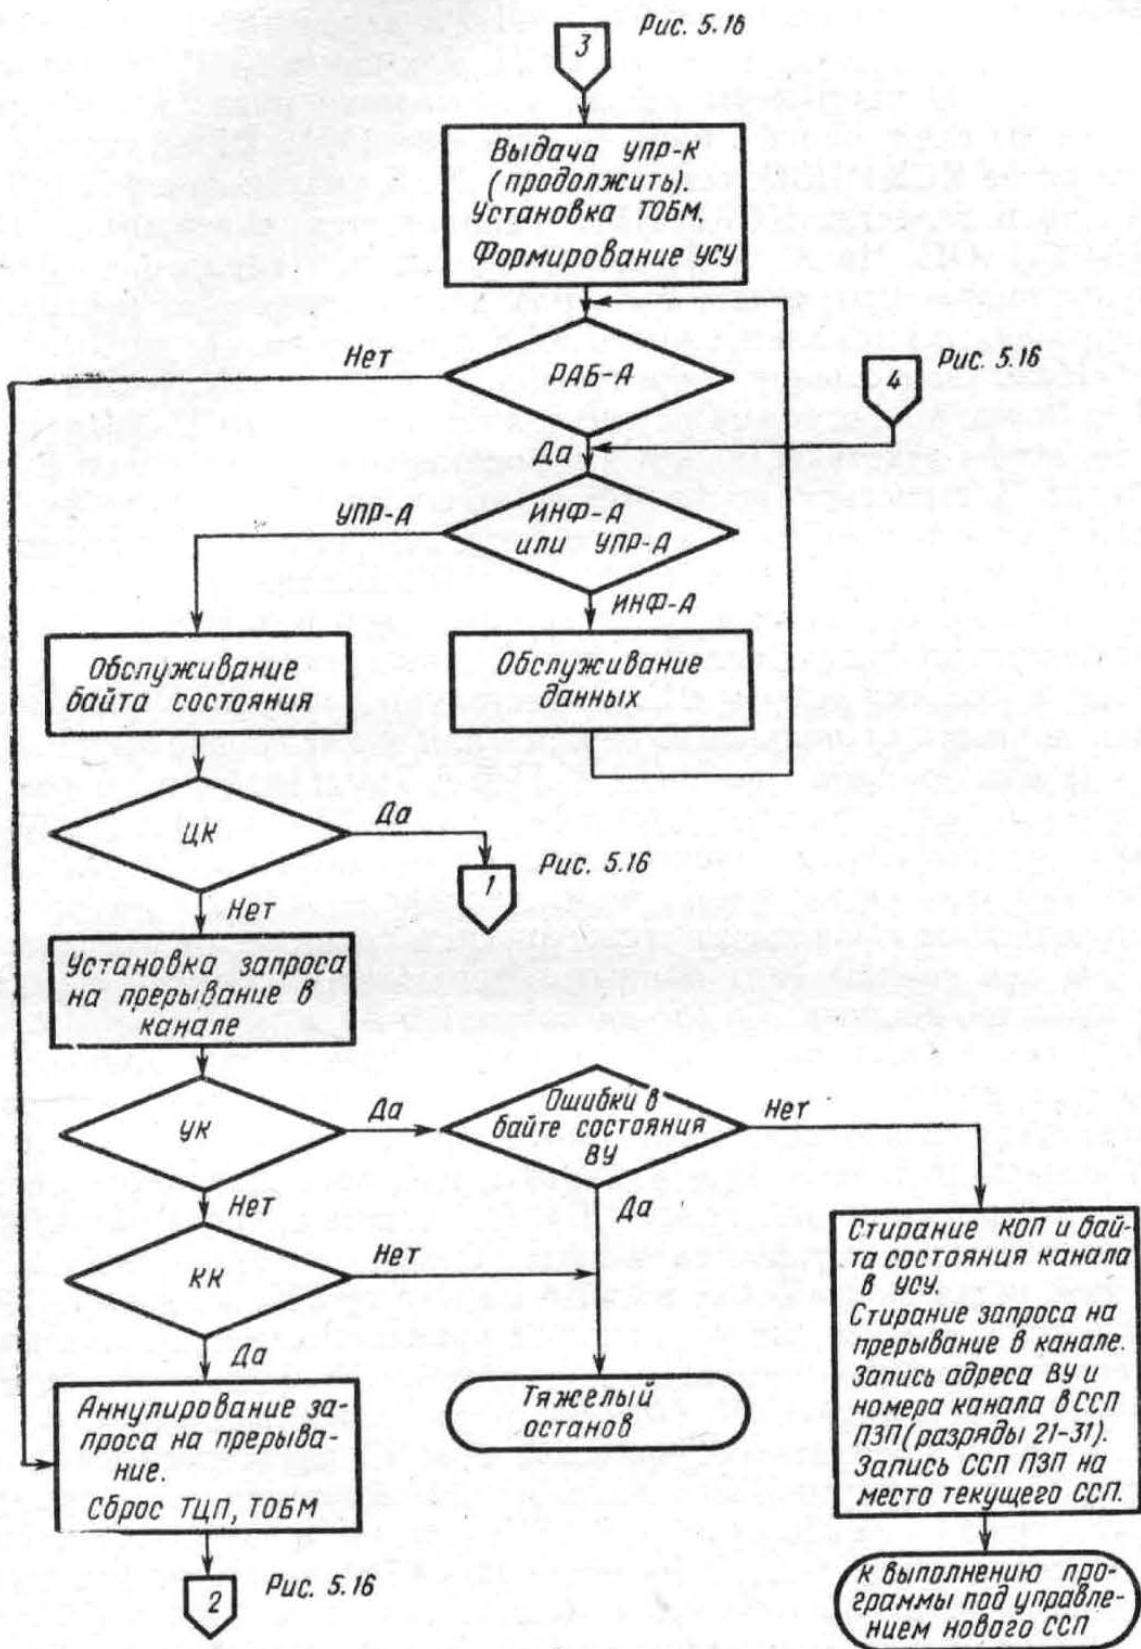 3
Рис. 5.16
Выдача УПР-К
(продолжить).
Установка ТОБМ.
Формирование УСУ
Нет
РАБ-А
4
Рис. 5.16
Да
УПР-А
ИНФ-А
или УПР-А
ИНФ-А
Обслуживание
байта состояния
Обслуживание
данных
ЦК
Да
1
Рис. 5.16
Нет
Установка запроса
на прерывание в
канале
УК
Да
Ошибки в
байте состояния
ВУ
Нет
Нет
Да
КК
Нет
Стирание КОП и бай-
та состояния канала
в УСУ.
Стирание запроса на
прерывание в канале.
Запись адреса ВУ и
номера канала в ССП
ПЗП (разряды 21-31).
Запись ССП ПЗП на
место текущего ССП.
Да
Аннулирование за-
проса на прерыва-
ние.
Сброс ТЦП, ТОБМ
Тяжелый
останов
2
Рис. 5.16
К выполнению про-
граммы под управле-
нием нового ССП